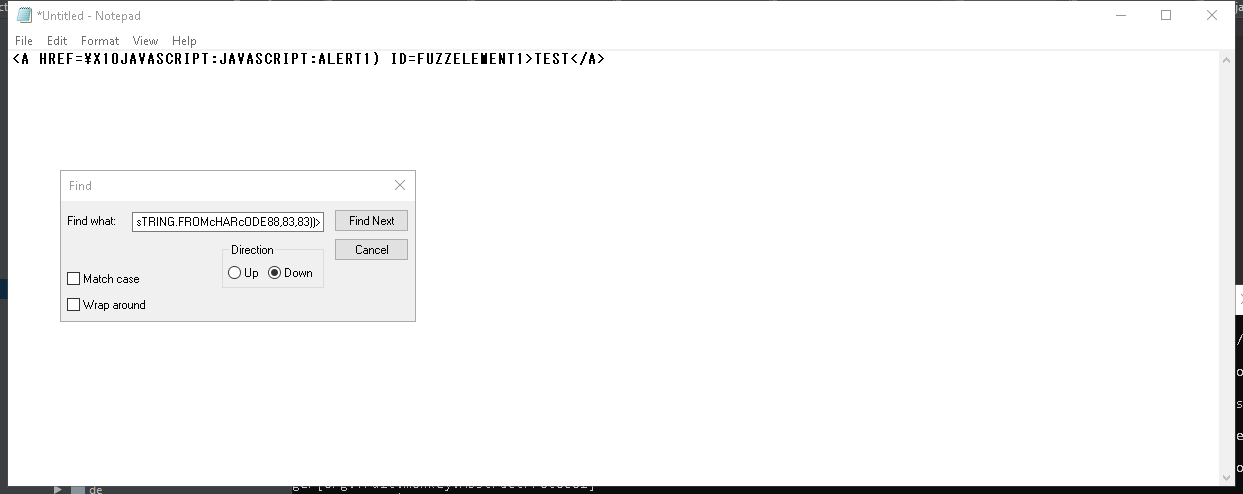 *Untitled - Notepad
File Edit Format View Help
<A HREF=¥X10JAVASCRIPT:JAVASCRIPT:ALERT1) ID=FUZZELEMENT1>TEST</A>
Find
Find what: sTRING.FROMcHARcODE88,83,83))> Find Next
Direction Cancel
Up Down
Match case
Wrap around
de